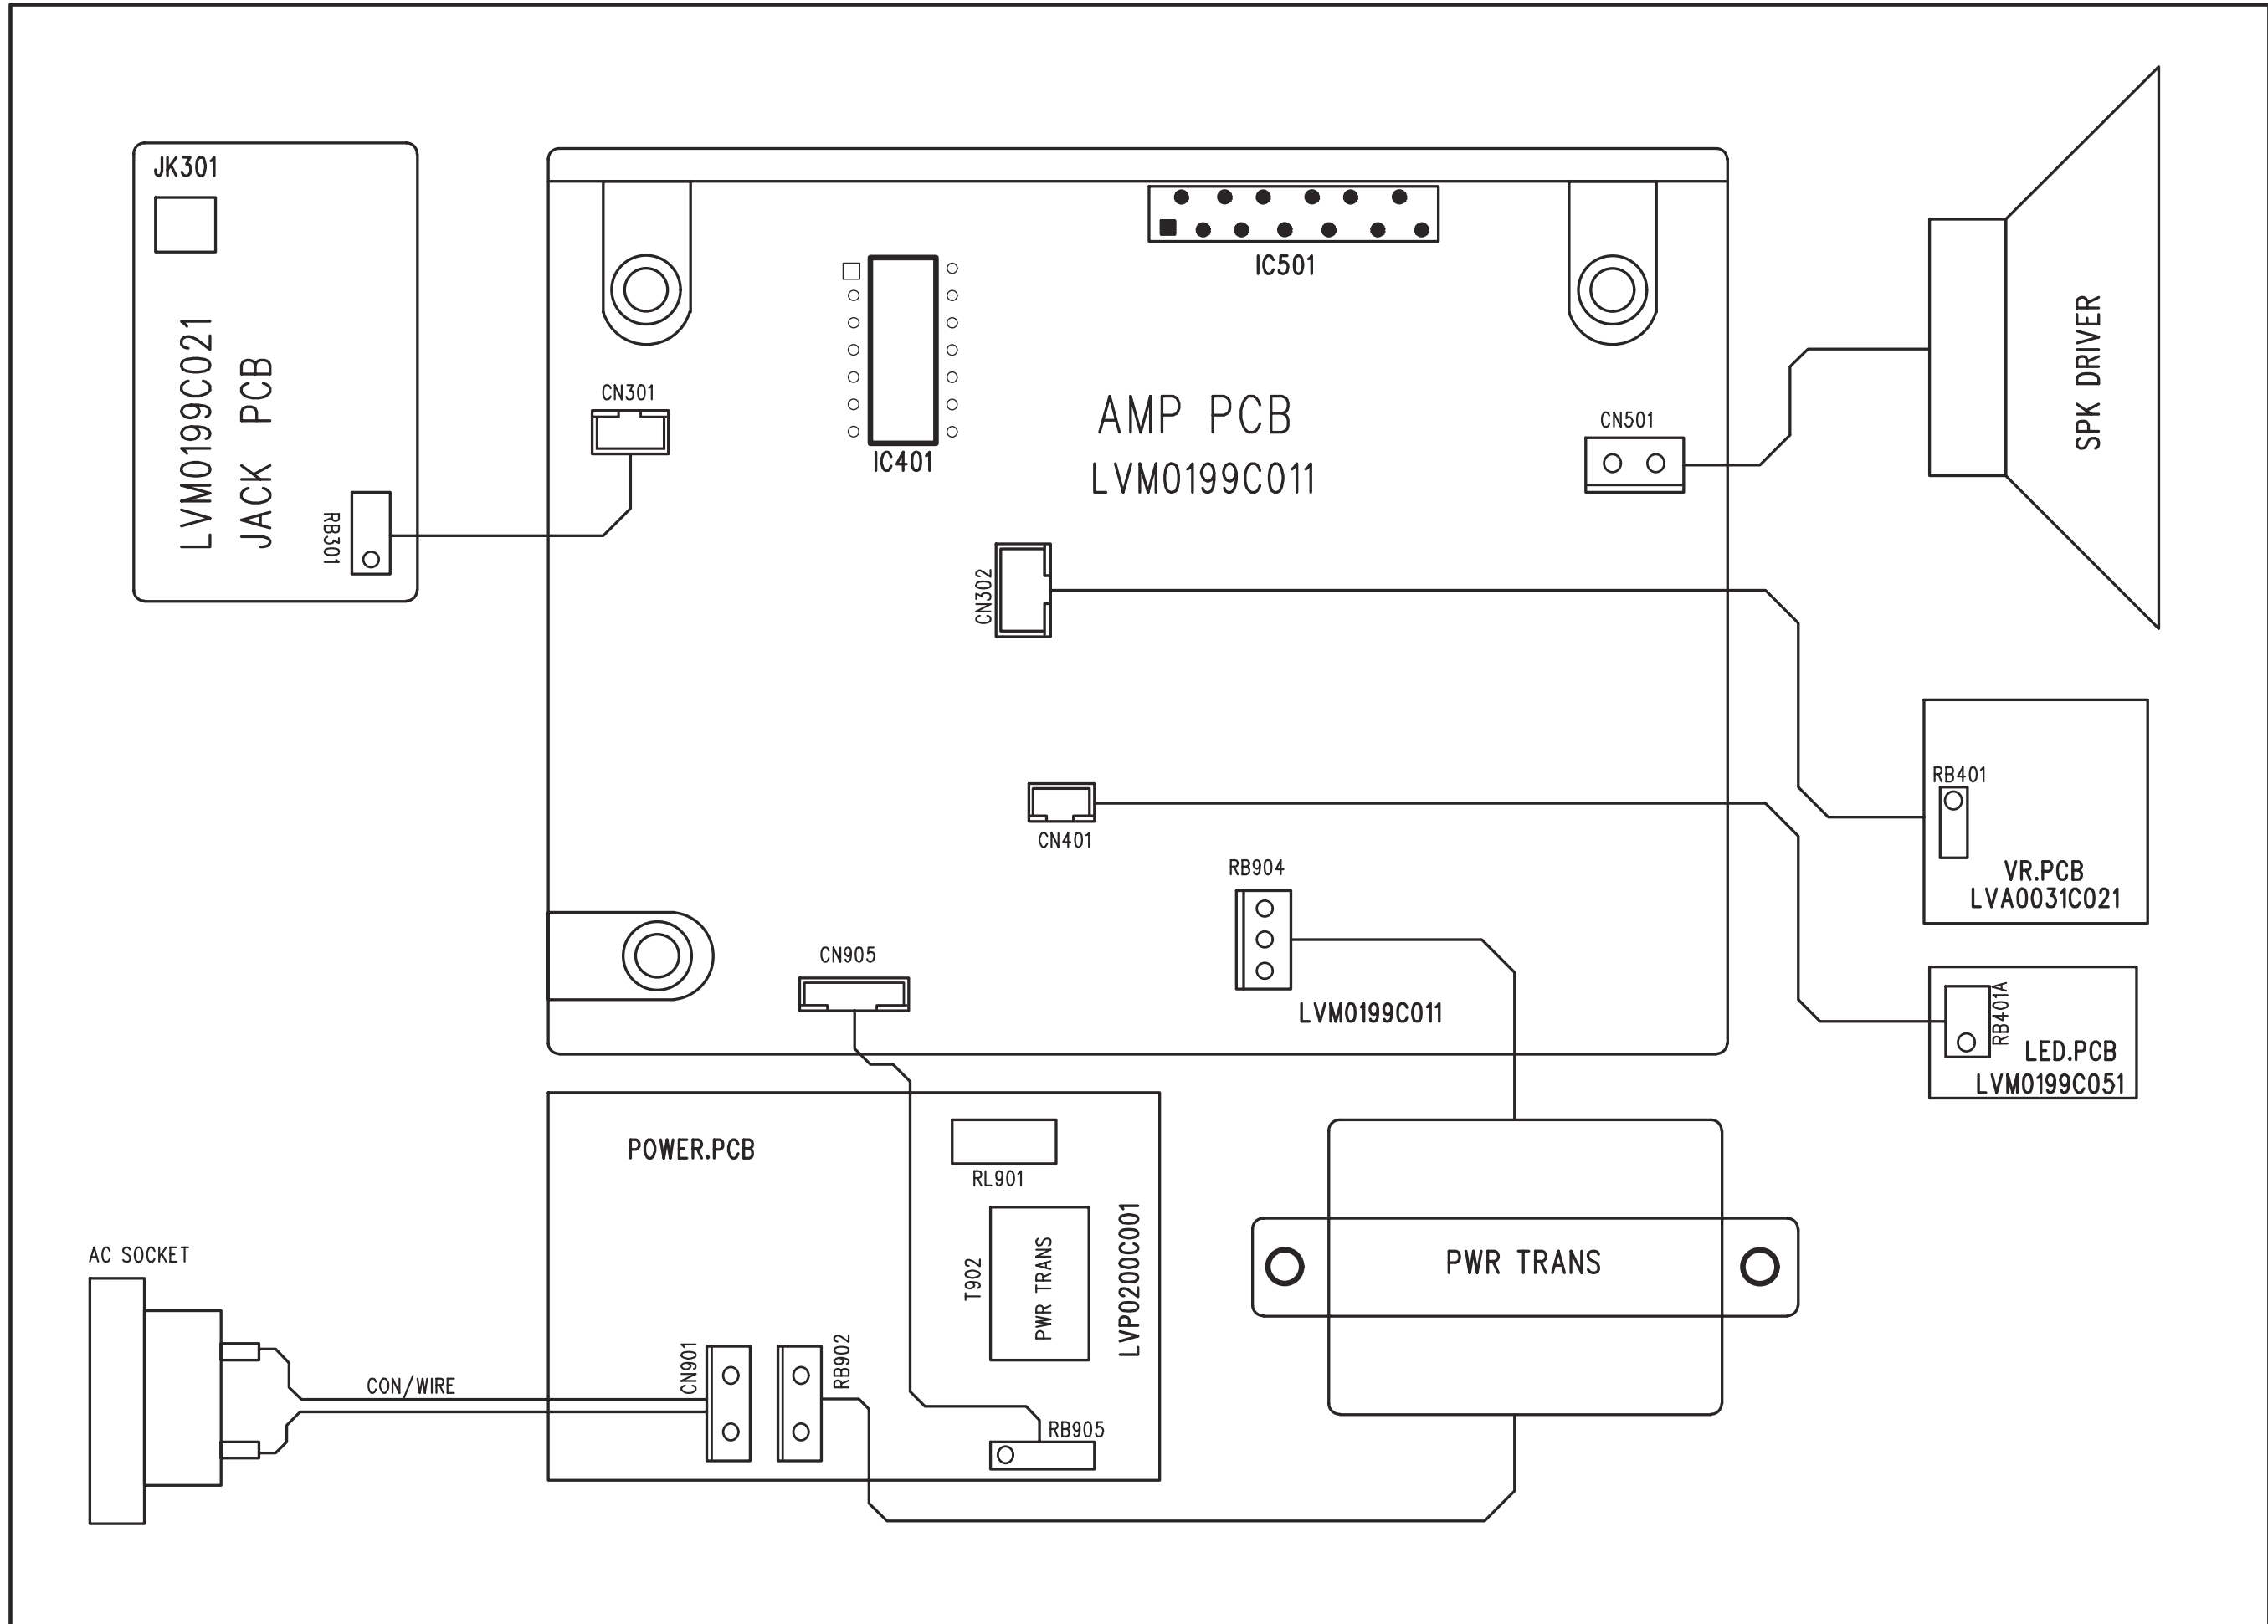 JK301
LVM0199C021
JACK PCB
RB301
CN301
IC401
IC501
AMP PCB
LVM0199C011
CN501
SPK DRIVER
CN302
CN401
RB401
VR.PCB
LVA0031C021
RB904
LVM0199C011
CN905
RB401A
LED.PCB
LVM0199C051
POWER.PCB
RL901
T902
PWR TRANS
LVP0200C001
PWR TRANS
AC SOCKET
CON/WIRE
CN901
RB902
RB905